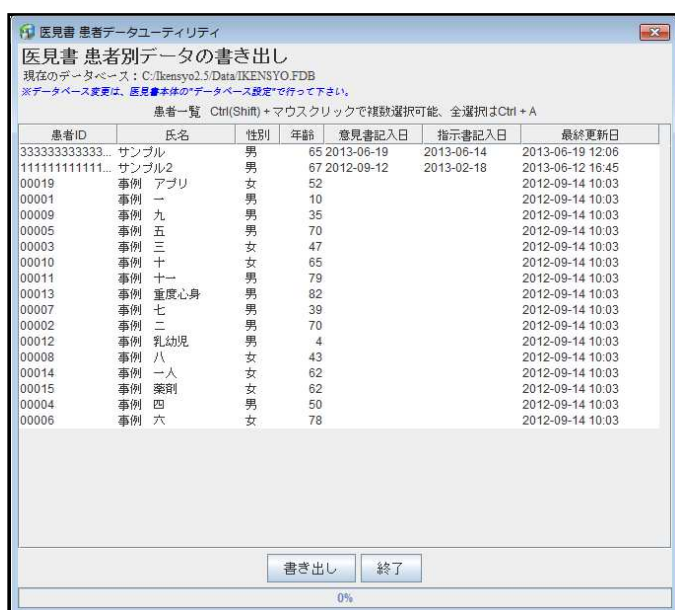 医見書 患者データユーティリティ
医見書 患者別データの書き出し
現在のデータベース：C:/Ikensyo2.5/Data/IKENSYO.FDB
※データベース変更は、医見書本体の"データベース設定"で行って下さい。
患者一覧 Ctrl(Shift)+マウスクリックで複数選択可能、全選択はCtrl + A
患者ID 氏名 性別 年齢 意見書記入日 指示書記入日 最終更新日
333333333333... サンプル 男 65 2013-06-19 2013-06-14 2013-06-19 12:06
111111111111... サンプル2 男 67 2012-09-12 2013-02-18 2013-06-12 16:45
00019 事例 アプリ 女 52 2012-09-14 10:03
00001 事例 一 男 10 2012-09-14 10:03
00009 事例 九 男 35 2012-09-14 10:03
00005 事例 五 男 70 2012-09-14 10:03
00003 事例 三 女 47 2012-09-14 10:03
00010 事例 十 女 65 2012-09-14 10:03
00011 事例 十一 男 79 2012-09-14 10:03
00013 事例 重度心身 男 82 2012-09-14 10:03
00007 事例 七 男 39 2012-09-14 10:03
00002 事例 二 男 70 2012-09-14 10:03
00012 事例 乳幼児 男 4 2012-09-14 10:03
00008 事例 八 女 43 2012-09-14 10:03
00014 事例 一人 女 62 2012-09-14 10:03
00015 事例 薬剤 女 62 2012-09-14 10:03
00004 事例 四 男 50 2012-09-14 10:03
00006 事例 六 女 78 2012-09-14 10:03
書き出し 終了
0%